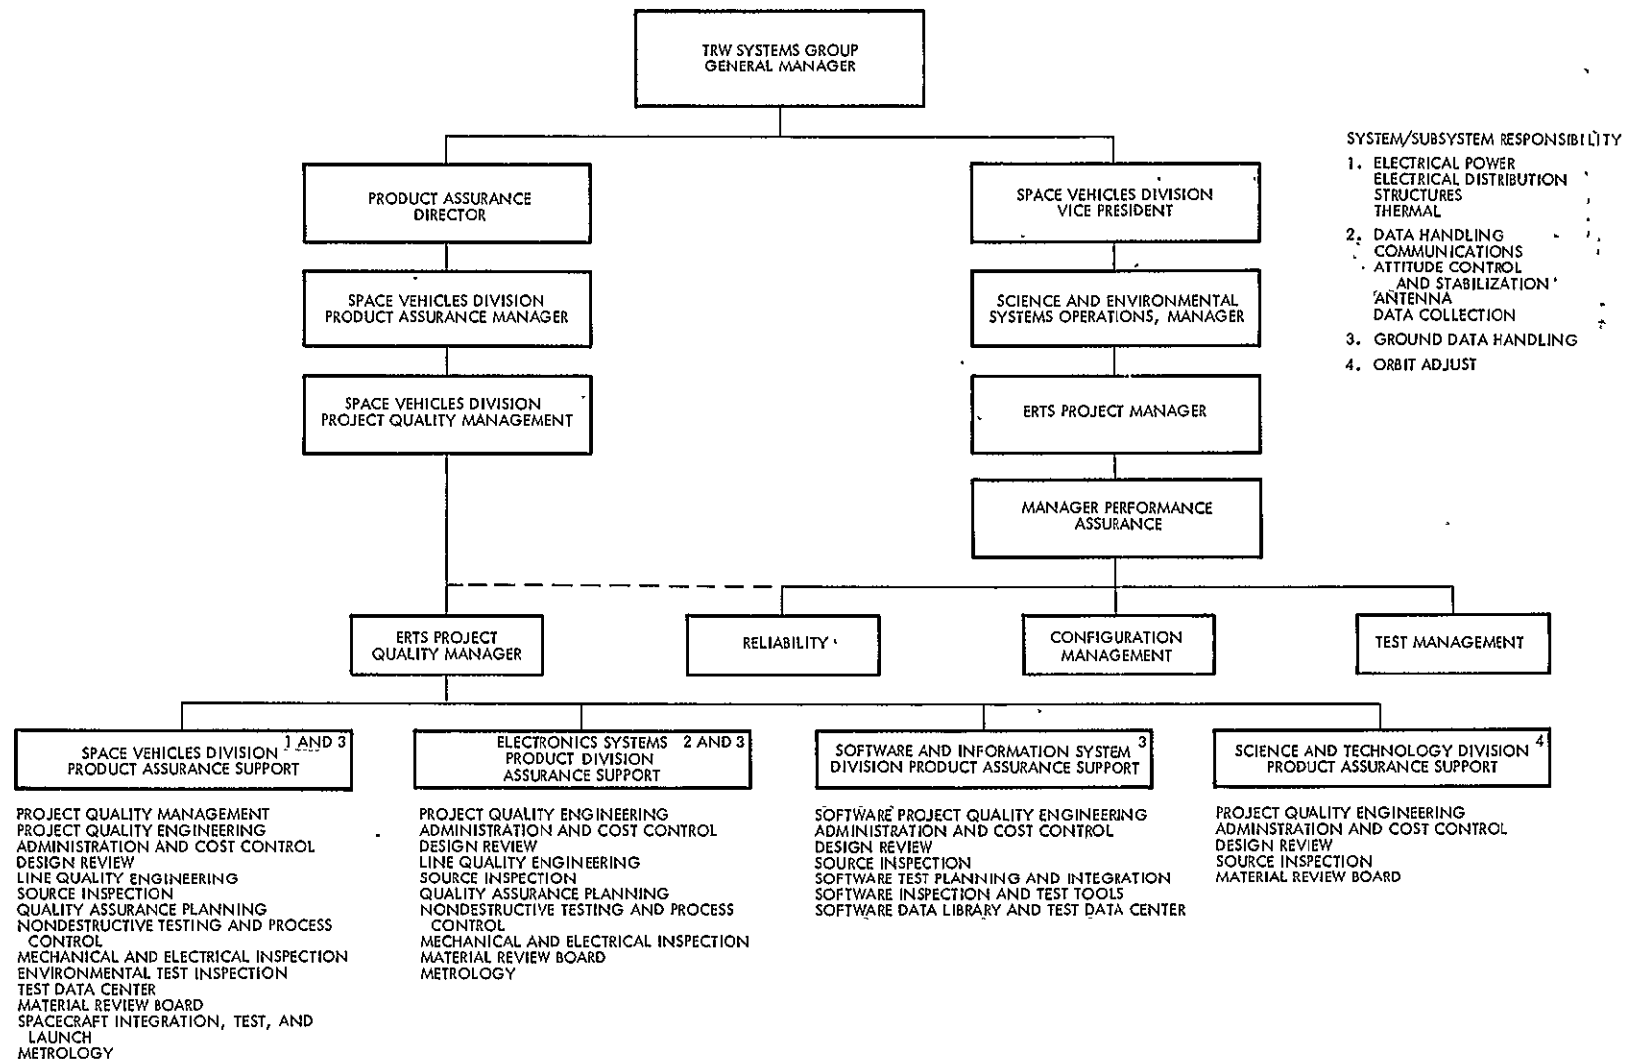 TRW SYSTEMS GROUP
GENERAL MANAGER
PRODUCT ASSURANCE
DIRECTOR
SPACE VEHICLES DIVISION
VICE PRESIDENT
SYSTEM/SUBSYSTEM RESPONSIBILITY
1. ELECTRICAL POWER
ELECTRICAL DISTRIBUTION
STRUCTURES
THERMAL
2. DATA HANDLING
COMMUNICATIONS
ATTITUDE CONTROL
AND STABILIZATION
ANTENNA
DATA COLLECTION
3. GROUND DATA HANDLING
4. ORBIT ADJUST
SPACE VEHICLES DIVISION
PRODUCT ASSURANCE MANAGER
SCIENCE AND ENVIRONMENTAL
SYSTEMS OPERATIONS, MANAGER
SPACE VEHICLES DIVISION
PROJECT QUALITY MANAGEMENT
ERTS PROJECT MANAGER
MANAGER PERFORMANCE
ASSURANCE
ERTS PROJECT
QUALITY MANAGER
RELIABILITY
CONFIGURATION
MANAGEMENT
TEST MANAGEMENT
SPACE VEHICLES DIVISION 1 AND 3
PRODUCT ASSURANCE SUPPORT
ELECTRONICS SYSTEMS 2 AND 3
PRODUCT DIVISION
ASSURANCE SUPPORT
SOFTWARE AND INFORMATION SYSTEM 3
DIVISION PRODUCT ASSURANCE SUPPORT
SCIENCE AND TECHNOLOGY DIVISION 4
PRODUCT ASSURANCE SUPPORT
PROJECT QUALITY MANAGEMENT
PROJECT QUALITY ENGINEERING
ADMINISTRATION AND COST CONTROL
DESIGN REVIEW
LINE QUALITY ENGINEERING
SOURCE INSPECTION
QUALITY ASSURANCE PLANNING
NONDESTRUCTIVE TESTING AND PROCESS
CONTROL
MECHANICAL AND ELECTRICAL INSPECTION
ENVIRONMENTAL TEST INSPECTION
TEST DATA CENTER
MATERIAL REVIEW BOARD
SPACECRAFT INTEGRATION, TEST, AND
LAUNCH
METROLOGY
PROJECT QUALITY ENGINEERING
ADMINISTRATION AND COST CONTROL
DESIGN REVIEW
LINE QUALITY ENGINEERING
SOURCE INSPECTION
QUALITY ASSURANCE PLANNING
NONDESTRUCTIVE TESTING AND PROCESS
CONTROL
MECHANICAL AND ELECTRICAL INSPECTION
MATERIAL REVIEW BOARD
METROLOGY
SOFTWARE PROJECT QUALITY ENGINEERING
ADMINISTRATION AND COST CONTROL
DESIGN REVIEW
SOURCE INSPECTION
SOFTWARE TEST PLANNING AND INTEGRATION
SOFTWARE INSPECTION AND TEST TOOLS
SOFTWARE DATA LIBRARY AND TEST DATA CENTER
PROJECT QUALITY ENGINEERING
ADMINSTRATION AND COST CONTROL
DESIGN REVIEW
SOURCE INSPECTION
MATERIAL REVIEW BOARD